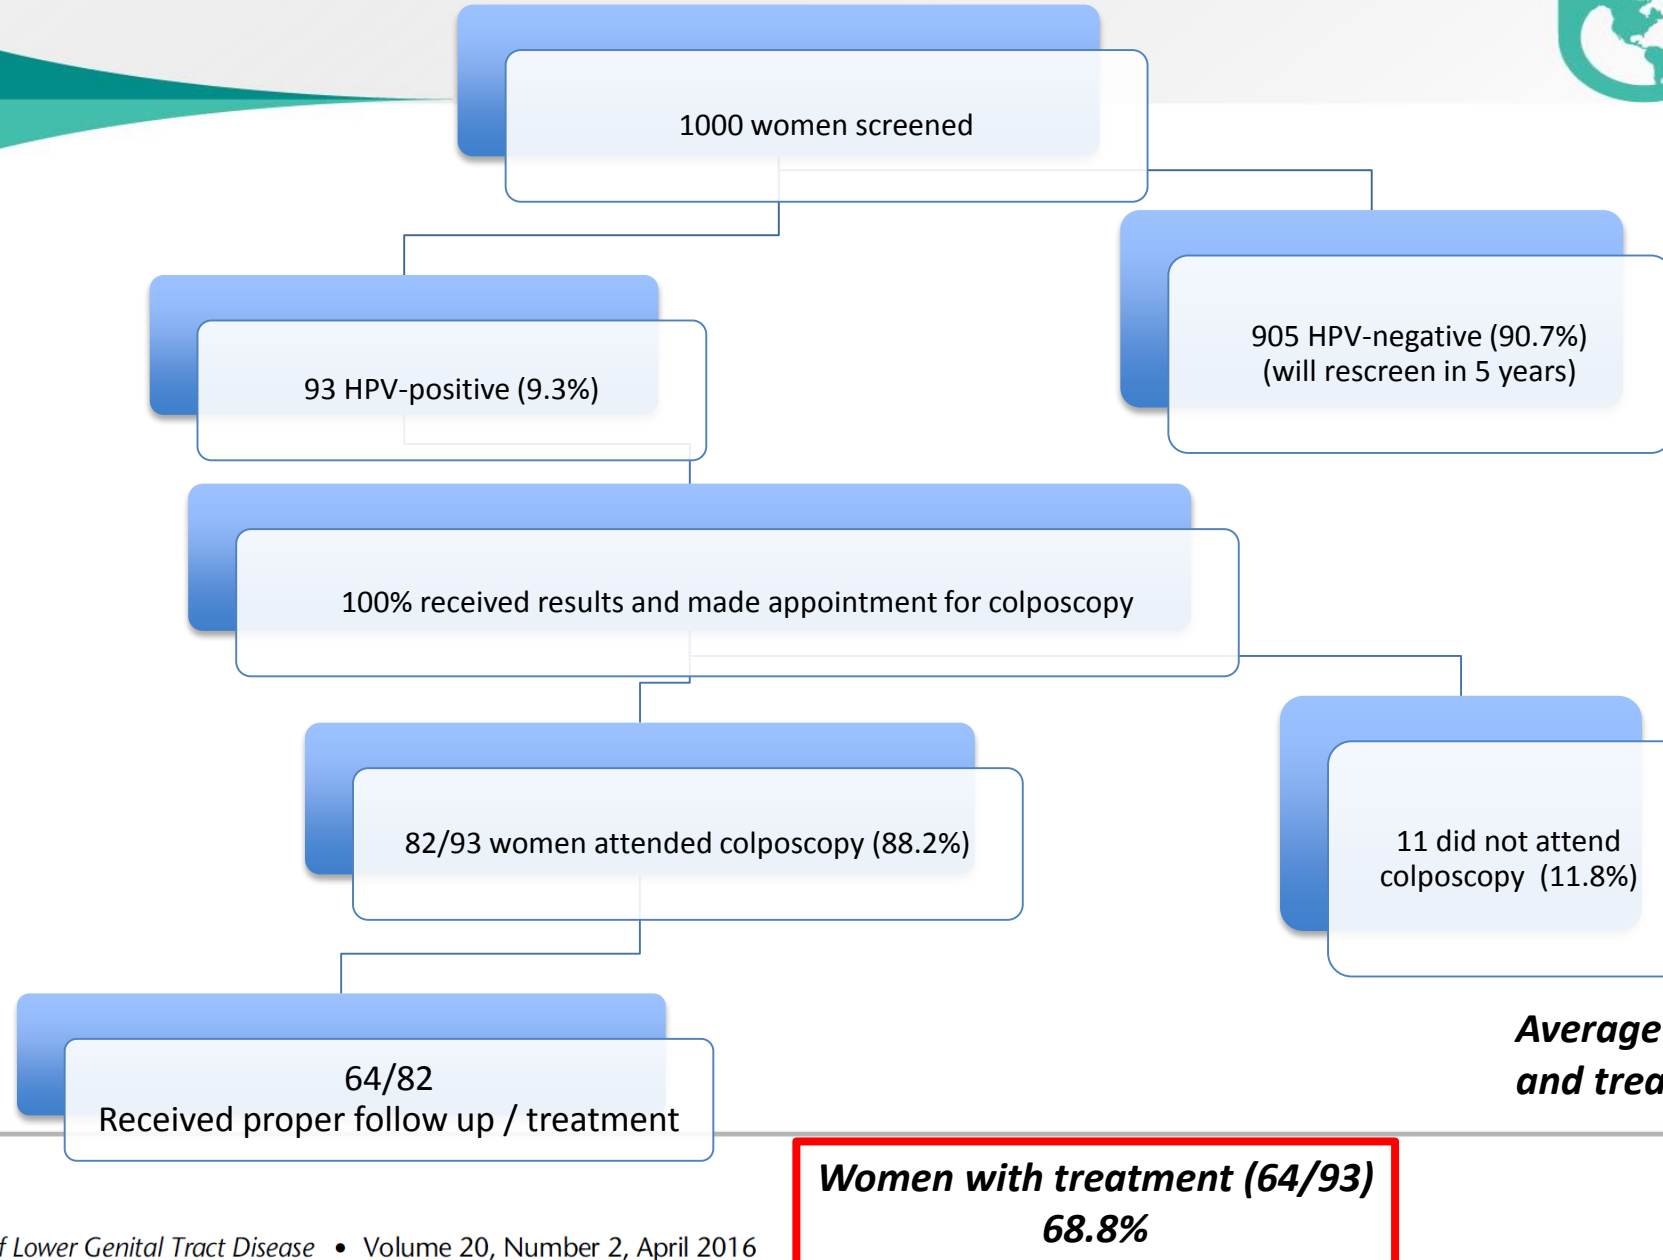 1000 women screened
905 HPV-negative (90.7%)
(will rescreen in 5 years)
93 HPV-positive (9.3%)
100% received results and made appointment for colposcopy
82/93 women attended colposcopy (88.2%)
11 did not attend
colposcopy (11.8%)
64/82
Received proper follow up / treatment
Average
and trea
Women with treatment (64/93)
68.8%
f Lower Genital Tract Disease • Volume 20, Number 2, April 2016